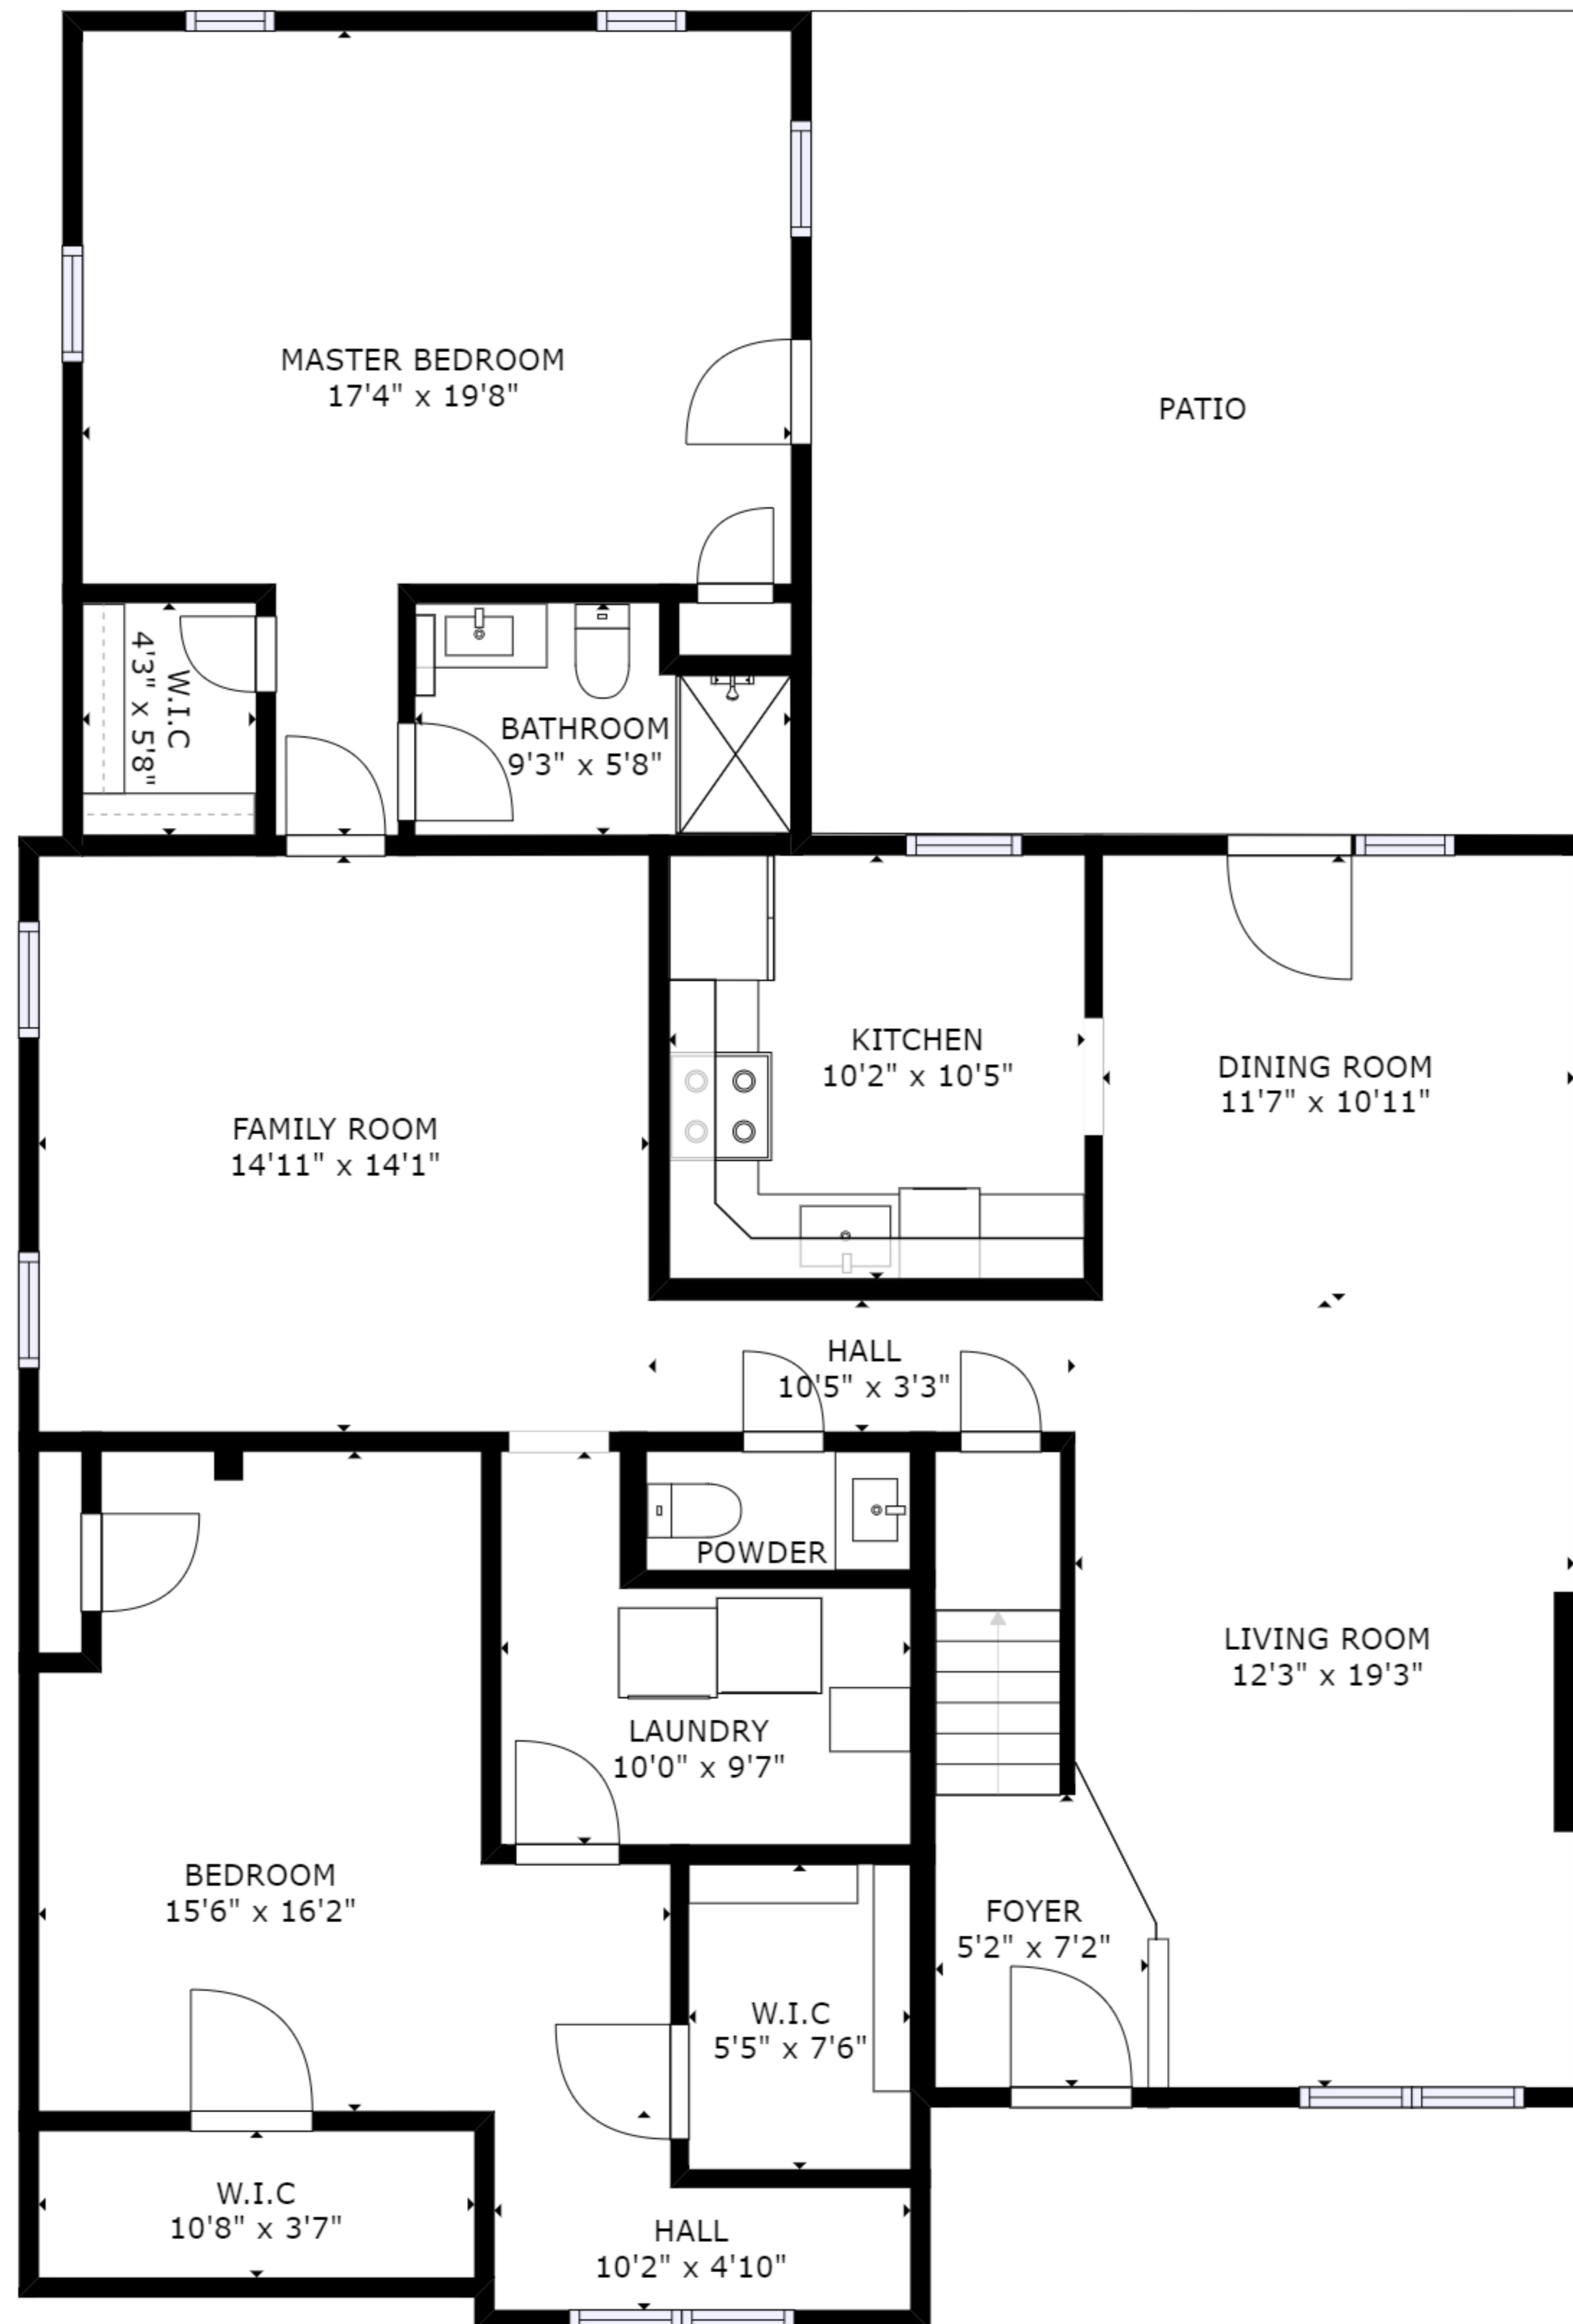 MASTER BEDROOM
17'4" x 19'8"
PATIO
W.I.C
4'3" x 5'8"
BATHROOM
9'3" x 5'8"
KITCHEN
10'2" x 10'5"
DINING ROOM
11'7" x 10'11"
FAMILY ROOM
14'11" x 14'1"
HALL
10'5" x 3'3"
POWDER
LIVING ROOM
12'3" x 19'3"
LAUNDRY
10'0" x 9'7"
BEDROOM
15'6" x 16'2"
FOYER
5'2" x 7'2"
W.I.C
5'5" x 7'6"
W.I.C
10'8" x 3'7"
HALL
10'2" x 4'10"